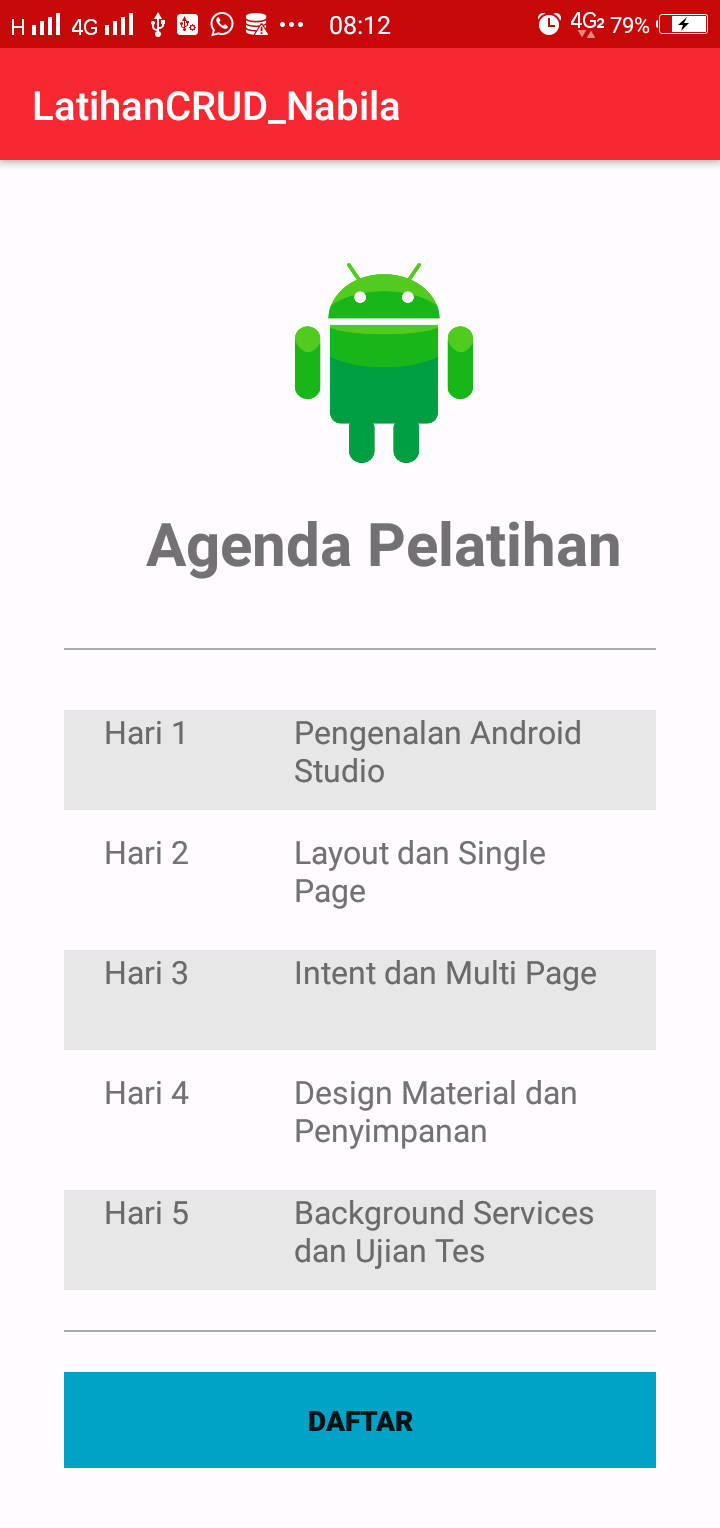 H 4G 08:12 4G2 79%
LatihanCRUD_Nabila
Agenda Pelatihan
Hari 1 Pengenalan Android
Studio
Hari 2 Layout dan Single
Page
Hari 3 Intent dan Multi Page
Hari 4 Design Material dan
Penyimpanan
Hari 5 Background Services
dan Ujian Tes
DAFTAR